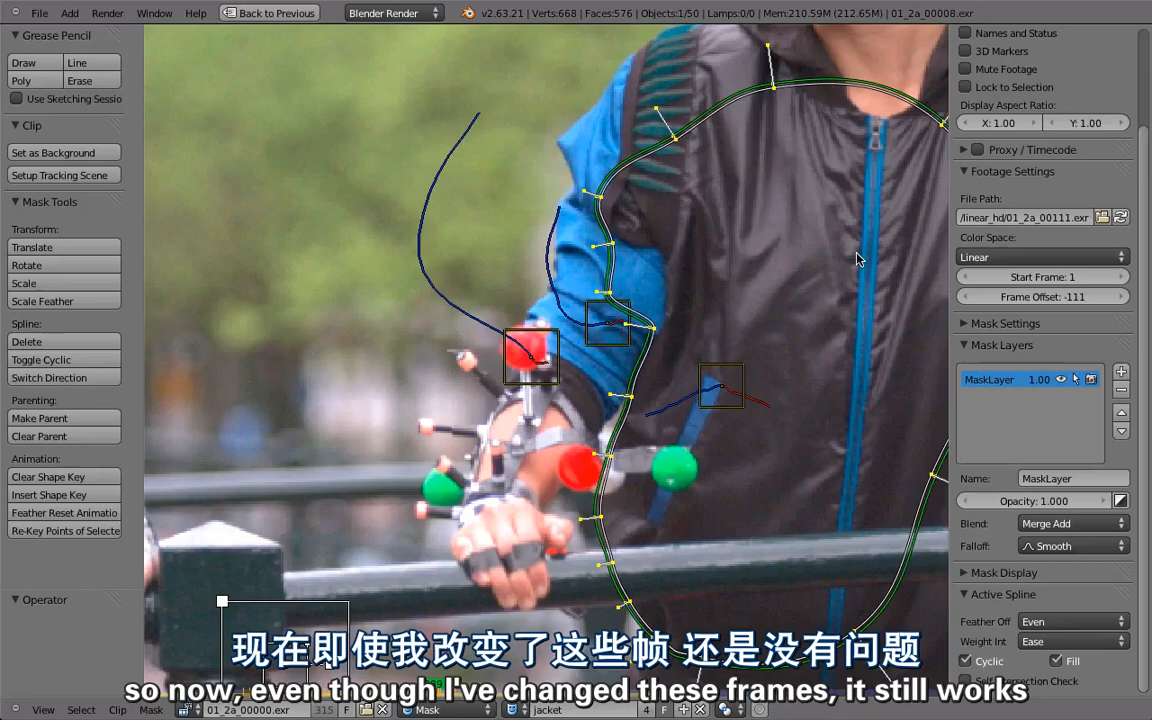 File Add Render Window Help Back to Previous Blender Render v2.63.21 | Verts:668 | Faces:576 | Objects:1/50 | Lamps:0/0 | Mem:210.59M (212.65M) | 01_2a_00008.exr
Grease Pencil
Draw Line
Poly Erase
Use Sketching Sessio
Clip
Set as Background
Setup Tracking Scene
Mask Tools
Transform:
Translate
Rotate
Scale
Scale Feather
Spline:
Delete
Toggle Cyclic
Switch Direction
Parenting:
Make Parent
Clear Parent
Animation:
Clear Shape Key
Insert Shape Key
Feather Reset Animatio
Re-Key Points of Selecte
Operator
Names and Status
3D Markers
Mute Footage
Lock to Selection
Display Aspect Ratio:
X: 1.00 Y: 1.00
Proxy / Timecode
Footage Settings
File Path:
/linear_hd/01_2a_00111.exr
Color Space:
Linear
Start Frame: 1
Frame Offset: -111
Mask Settings
Mask Layers
MaskLayer 1.00
Name: MaskLayer
Opacity: 1.000
Blend: Merge Add
Falloff: Smooth
Mask Display
Active Spline
Feather Off Even
Weight Int Ease
Cyclic Fill
Self Intersection Check
现在即使我改变了这些帧 还是没有问题
so now, even though I've changed these frames, it still works
View Select Clip Mask 01_2a_00000.exr 315 F Mask jacket 4 F